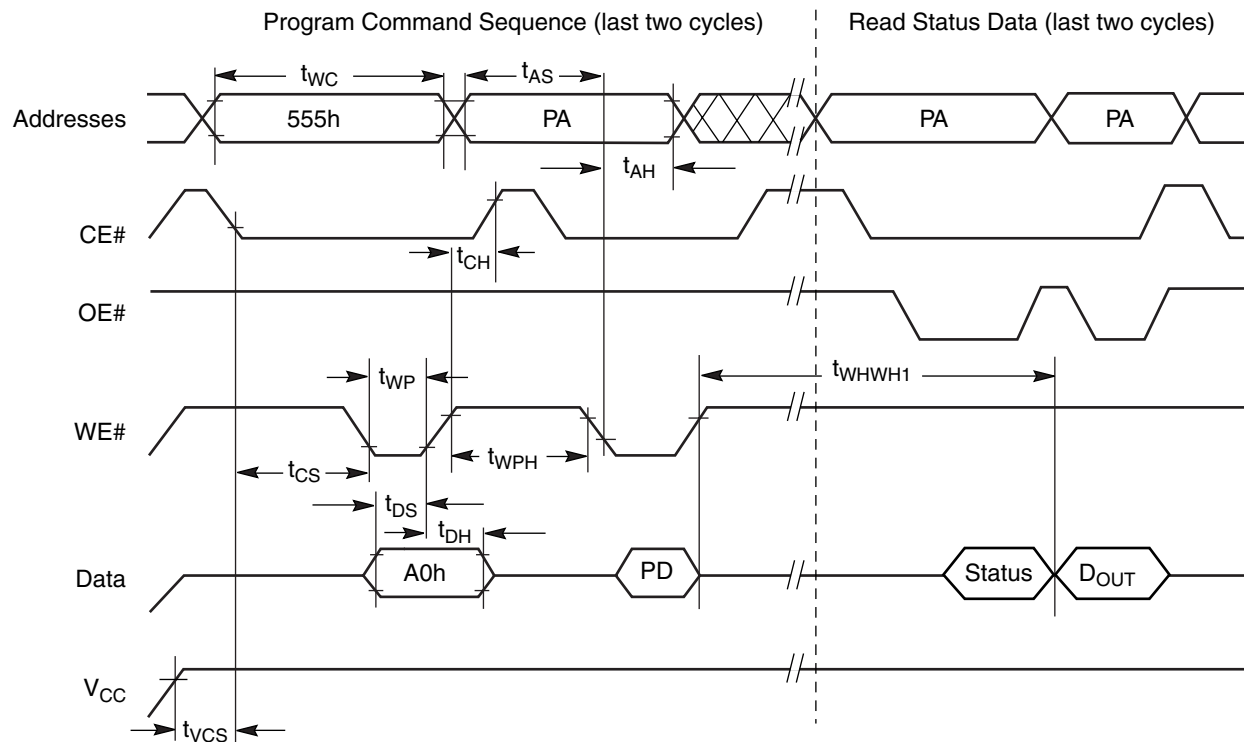 Program Command Sequence (last two cycles)
Read Status Data (last two cycles)
tWC
tAS
Addresses
555h
PA
PA
PA
tAH
CE#
tCH
OE#
tWP
tWHWH1
WE#
tCS
tWPH
tDS
tDH
Data
A0h
PD
Status
DOUT
VCC
tVCS